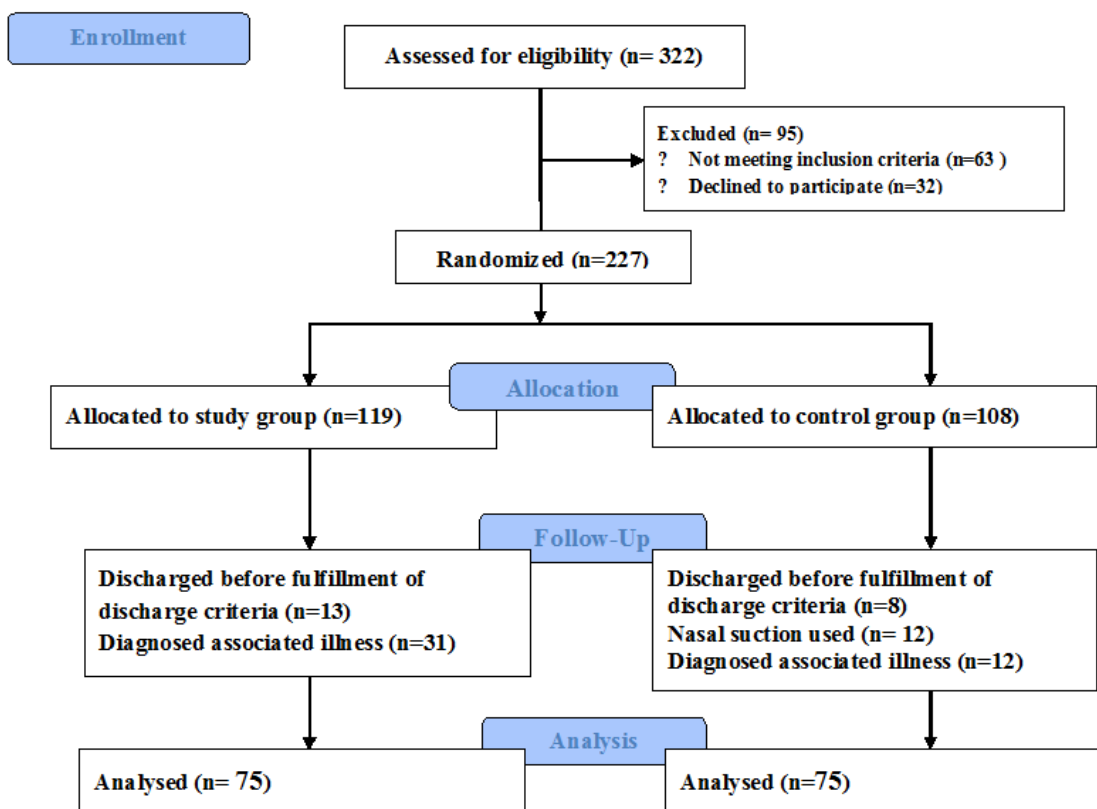 Enrollment
Assessed for eligibility (n= 322)
Excluded (n= 95)
? Not meeting inclusion criteria (n=63 )
? Declined to participate (n=32)
Randomized (n=227)
Allocation
Allocated to study group (n=119)
Allocated to control group (n=108)
Follow-Up
Discharged before fulfillment of
discharge criteria (n=13)
Diagnosed associated illness (n=31)
Discharged before fulfillment of
discharge criteria (n=8)
Nasal suction used (n= 12)
Diagnosed associated illness (n=12)
Analysis
Analysed (n= 75)
Analysed (n=75)